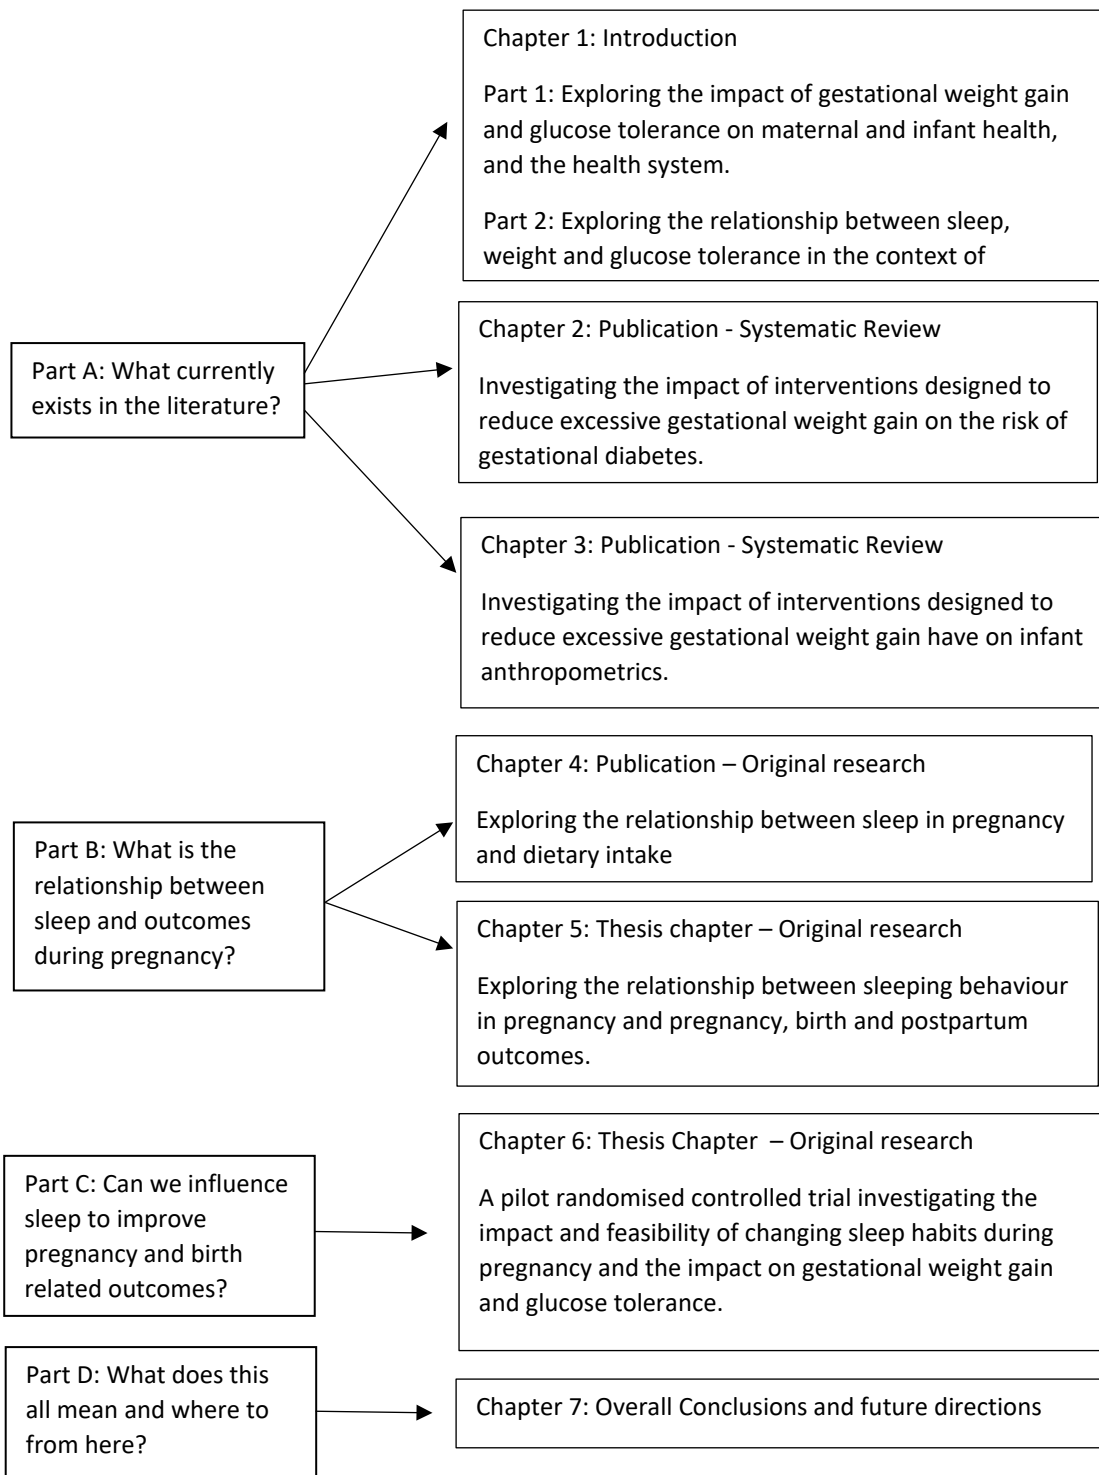 Chapter 1: Introduction
Part 1: Exploring the impact of gestational weight gain
and glucose tolerance on maternal and infant health,
and the health system.
Part 2: Exploring the relationship between sleep,
weight and glucose tolerance in the context of
Part A: What currently
exists in the literature?
Chapter 2: Publication - Systematic Review
Investigating the impact of interventions designed to
reduce excessive gestational weight gain on the risk of
gestational diabetes.
Chapter 3: Publication - Systematic Review
Investigating the impact of interventions designed to
reduce excessive gestational weight gain have on infant
anthropometrics.
Part B: What is the
relationship between
sleep and outcomes
during pregnancy?
Chapter 4: Publication – Original research
Exploring the relationship between sleep in pregnancy
and dietary intake
Chapter 5: Thesis chapter – Original research
Exploring the relationship between sleeping behaviour
in pregnancy and pregnancy, birth and postpartum
outcomes.
Part C: Can we influence
sleep to improve
pregnancy and birth
related outcomes?
Chapter 6: Thesis Chapter  – Original research
A pilot randomised controlled trial investigating the
impact and feasibility of changing sleep habits during
pregnancy and the impact on gestational weight gain
and glucose tolerance.
Part D: What does this
all mean and where to
from here?
Chapter 7: Overall Conclusions and future directions